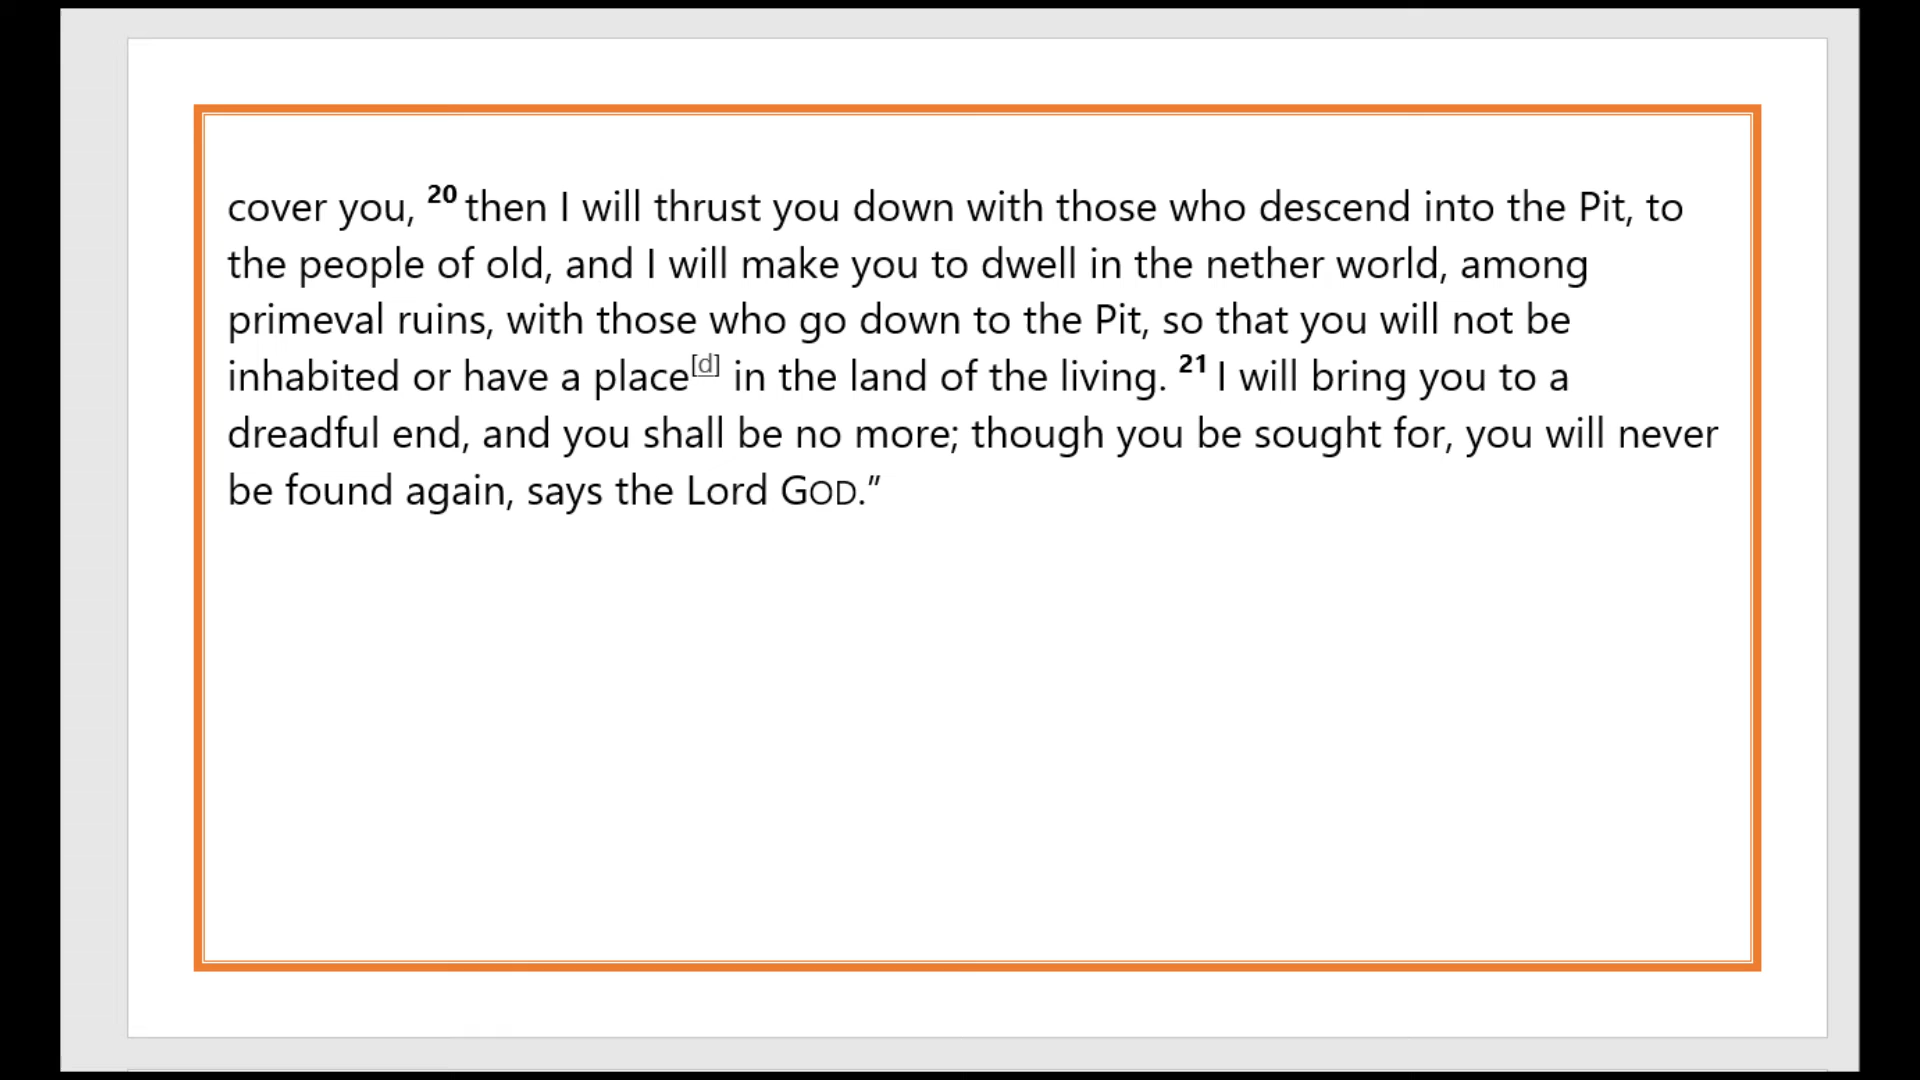 cover you, 20 then I will thrust you down with those who descend into the Pit, to
the people of old, and I will make you to dwell in the nether world, among
primeval ruins, with those who go down to the Pit, so that you will not be
inhabited or have a place[d] in the land of the living. 21 I will bring you to a
dreadful end, and you shall be no more; though you be sought for, you will never
be found again, says the Lord GOD.”